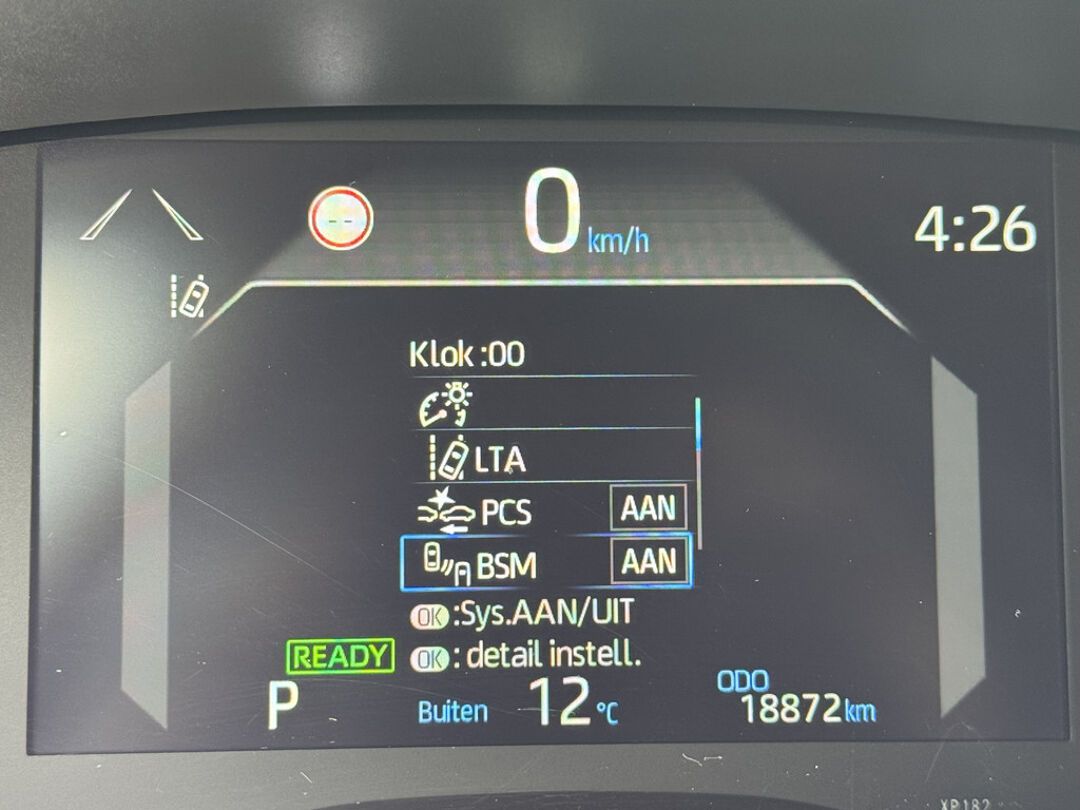 -- 0 km/h 4:26
Klok :00
LTA
PCS AAN
BSM AAN
OK :Sys.AAN/UIT
READY OK : detail instell.
P Buiten 12 °C ODO 18872 km
XP182